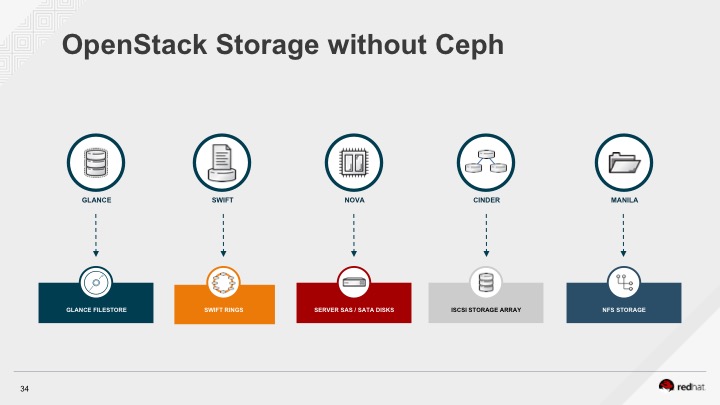 OpenStack Storage without Ceph
GLANCE
SWIFT
NOVA
CINDER
MANILA
GLANCE FILESTORE
SWIFT RINGS
SERVER SAS / SATA DISKS
ISCSI STORAGE ARRAY
NFS STORAGE
34
redhat.